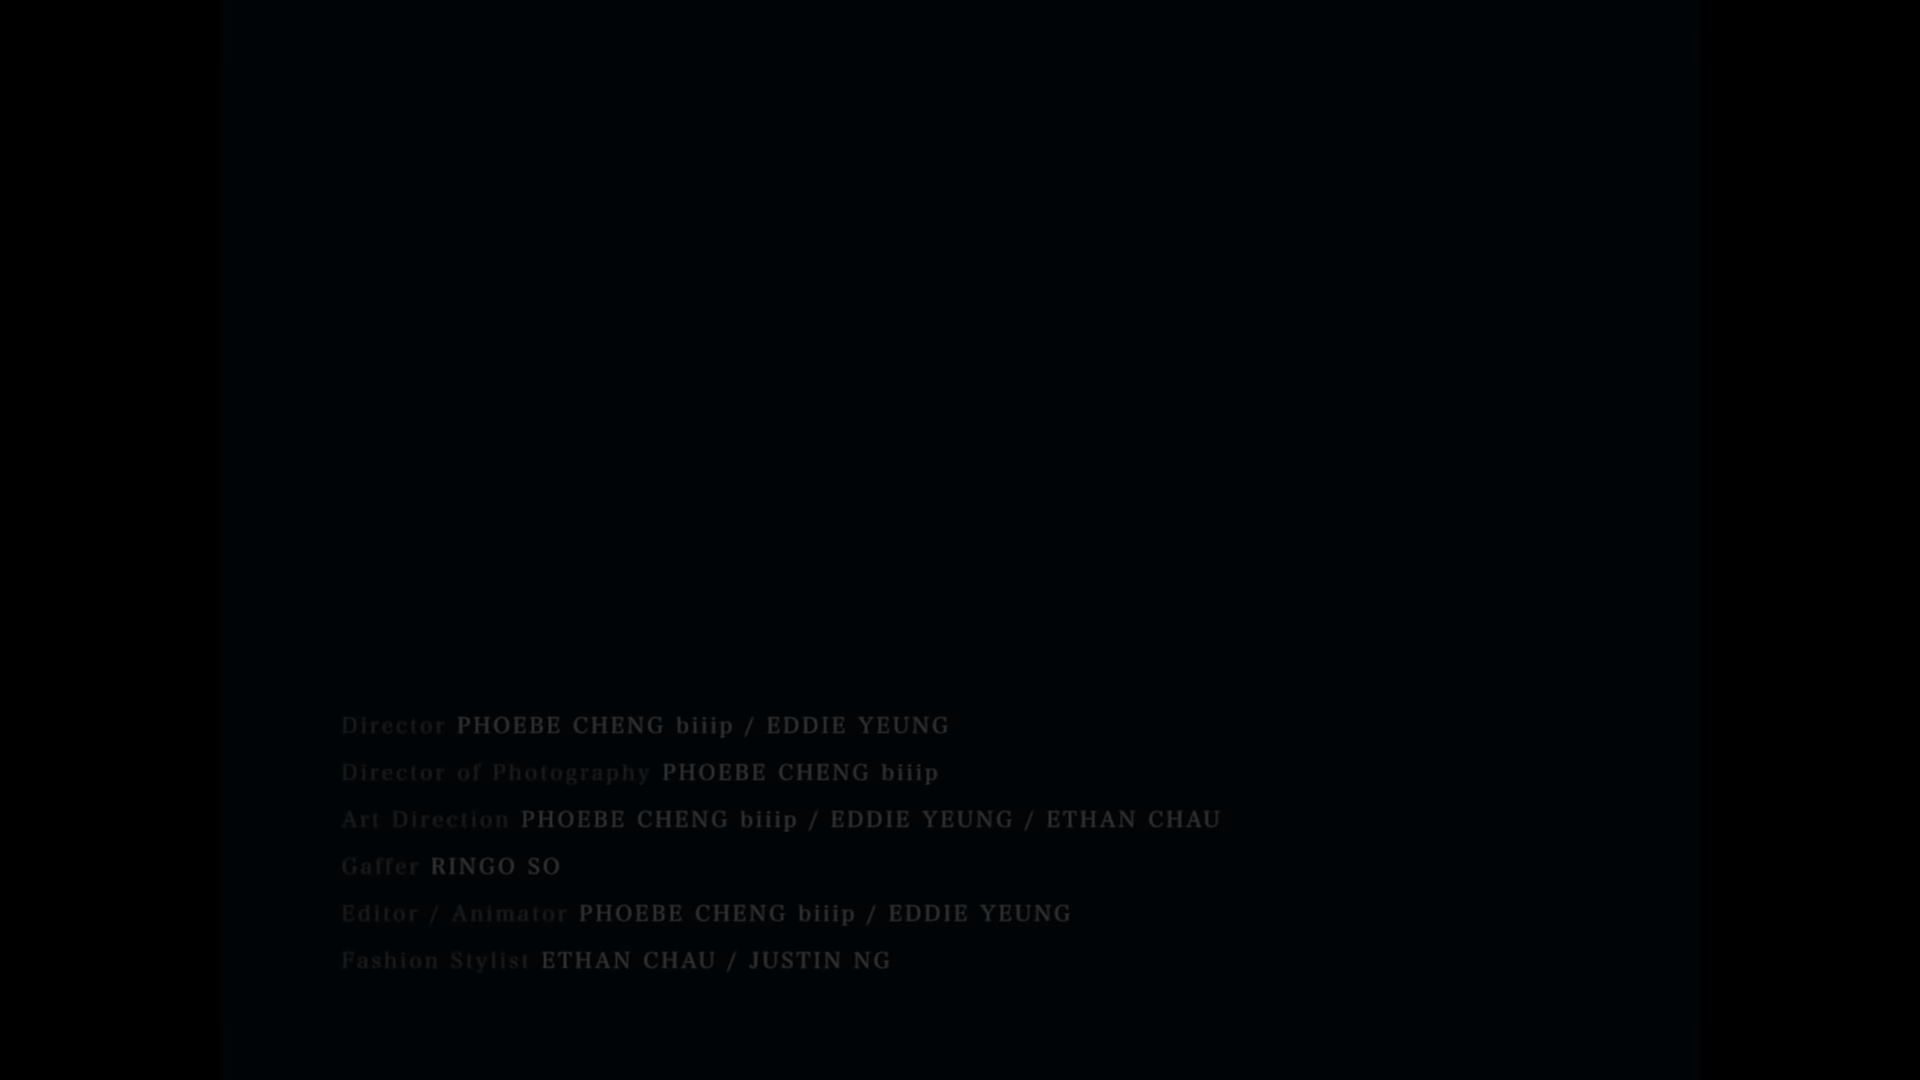 Director PHOEBE CHENG biiip / EDDIE YEUNG
Director of Photography PHOEBE CHENG biiip
Art Direction PHOEBE CHENG biiip / EDDIE YEUNG / ETHAN CHAU
Gaffer RINGO SO
Editor / Animator PHOEBE CHENG biiip / EDDIE YEUNG
Fashion Stylist ETHAN CHAU / JUSTIN NG